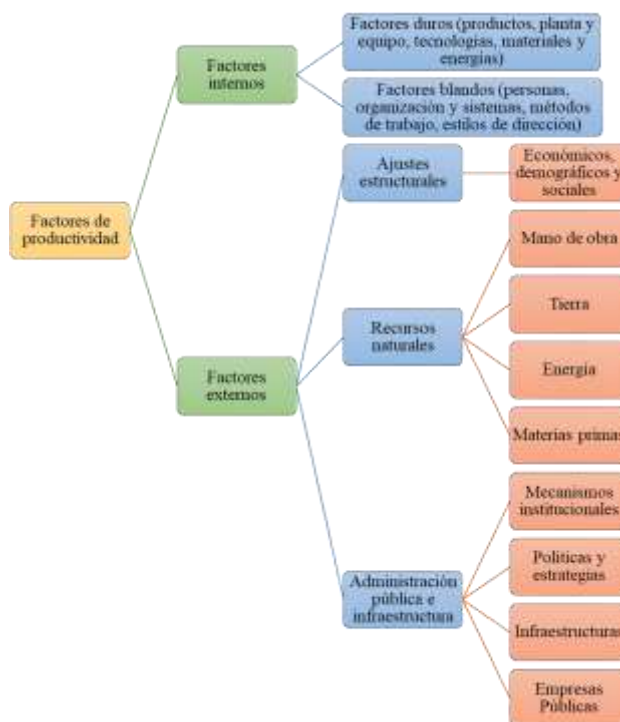 Factores duros (productos, planta y
equipo, tecnologías, materiales y
energías)
Factores
internos
Factores blandos (personas,
organización y sistemas, métodos
de trabajo, estilos de dirección)
Ajustes
estructurales
Económicos,
demográficos y
sociales
Factores de
productividad
Mano de obra
Tierra
Recursos
naturales
Factores
externos
Energía
Materias primas
Mecanismos
institucionales
Políticas y
estrategias
Administración
pública e
infraestructura
Infraestructuras
Empresas
Públicas